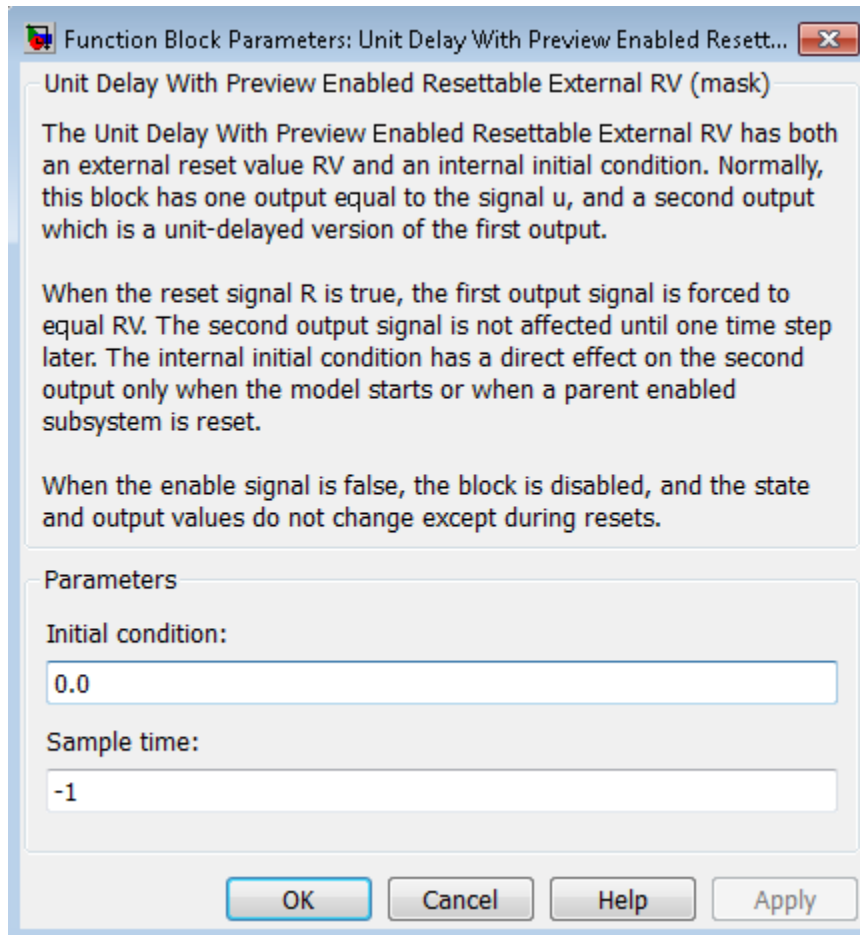 Function Block Parameters: Unit Delay With Preview Enabled Resett...
Unit Delay With Preview Enabled Resettable External RV (mask)
The Unit Delay With Preview Enabled Resettable External RV has both
an external reset value RV and an internal initial condition. Normally,
this block has one output equal to the signal u, and a second output
which is a unit-delayed version of the first output.
When the reset signal R is true, the first output signal is forced to
equal RV. The second output signal is not affected until one time step
later. The internal initial condition has a direct effect on the second
output only when the model starts or when a parent enabled
subsystem is reset.
When the enable signal is false, the block is disabled, and the state
and output values do not change except during resets.
Parameters
Initial condition:
0.0
Sample time:
-1
OK Cancel Help Apply